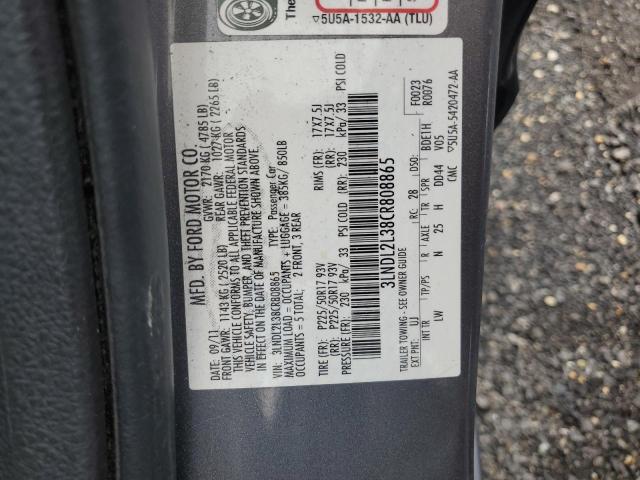 The
▽5U5A-1532-AA (TLU)
MFD. BY FORD MOTOR CO.
DATE: 09/11 GVWR: 2170 KG ( 4785 LB)
FRONT GAWR: 1143 KG ( 2520 LB) REAR GAWR: 1027 KG ( 2265 LB)
THIS VEHICLE CONFORMS TO ALL APPLICABLE FEDERAL MOTOR
VEHICLE SAFETY, BUMPER, AND THEFT PREVENTION STANDARDS
IN EFFECT ON THE DATE OF MANUFACTURE SHOWN ABOVE.
VIN: 3LNDL2L38CR808865 TYPE: Passenger Car
MAXIMUM LOAD = OCCUPANTS + LUGGAGE = 385KG/ 850LB
OCCUPANTS = 5 TOTAL; 2 FRONT, 3 REAR
TIRE (FR): P225/50R17 93V RIMS (FR): 17X7.5J
(RR): P225/50R17 93V (RR): 17X7.5J
PRESSURE (FR): 230 kPa/ 33 PSI COLD (RR): 230 kPa/ 33 PSI COLD
3LNDL2L38CR808865
TRAILER TOWING - SEE OWNER GUIDE
F0023
R0076
EXT PNT: UJ RC: 28 DSO:
INT TR TP/PS R AXLE TR SPR BDETH
LW N 25 H DD44 V05
CMC ▽5U5A-5420472-AA